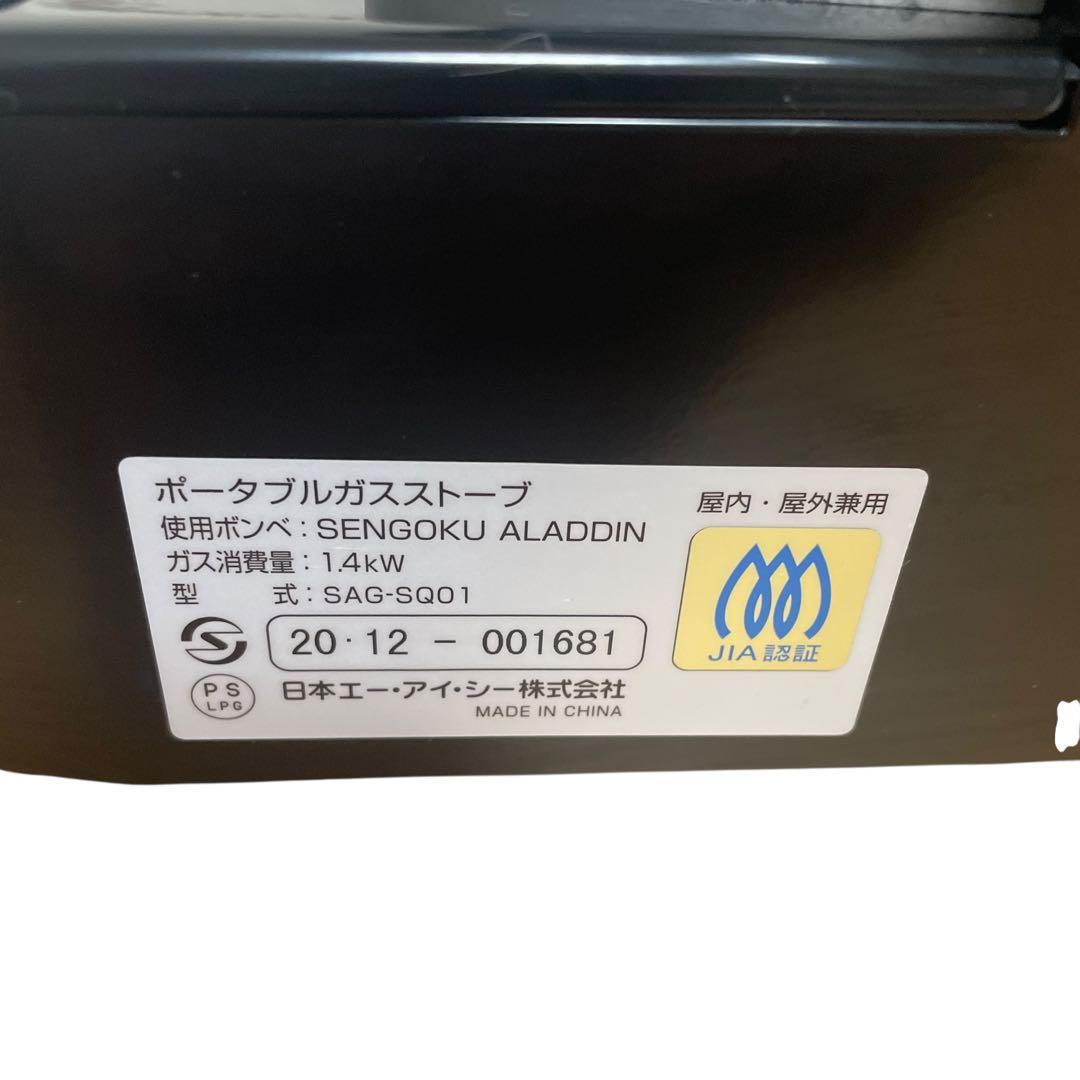 ポータブルガスストーブ
使用ボンベ：SENGOKU ALADDIN
ガス消費量：1.4kW
型 式：SAG-SQ01
20・12 － 001681
PS
LPG
日本エー・アイ・シー株式会社
MADE IN CHINA
屋内・屋外兼用
JIA認証